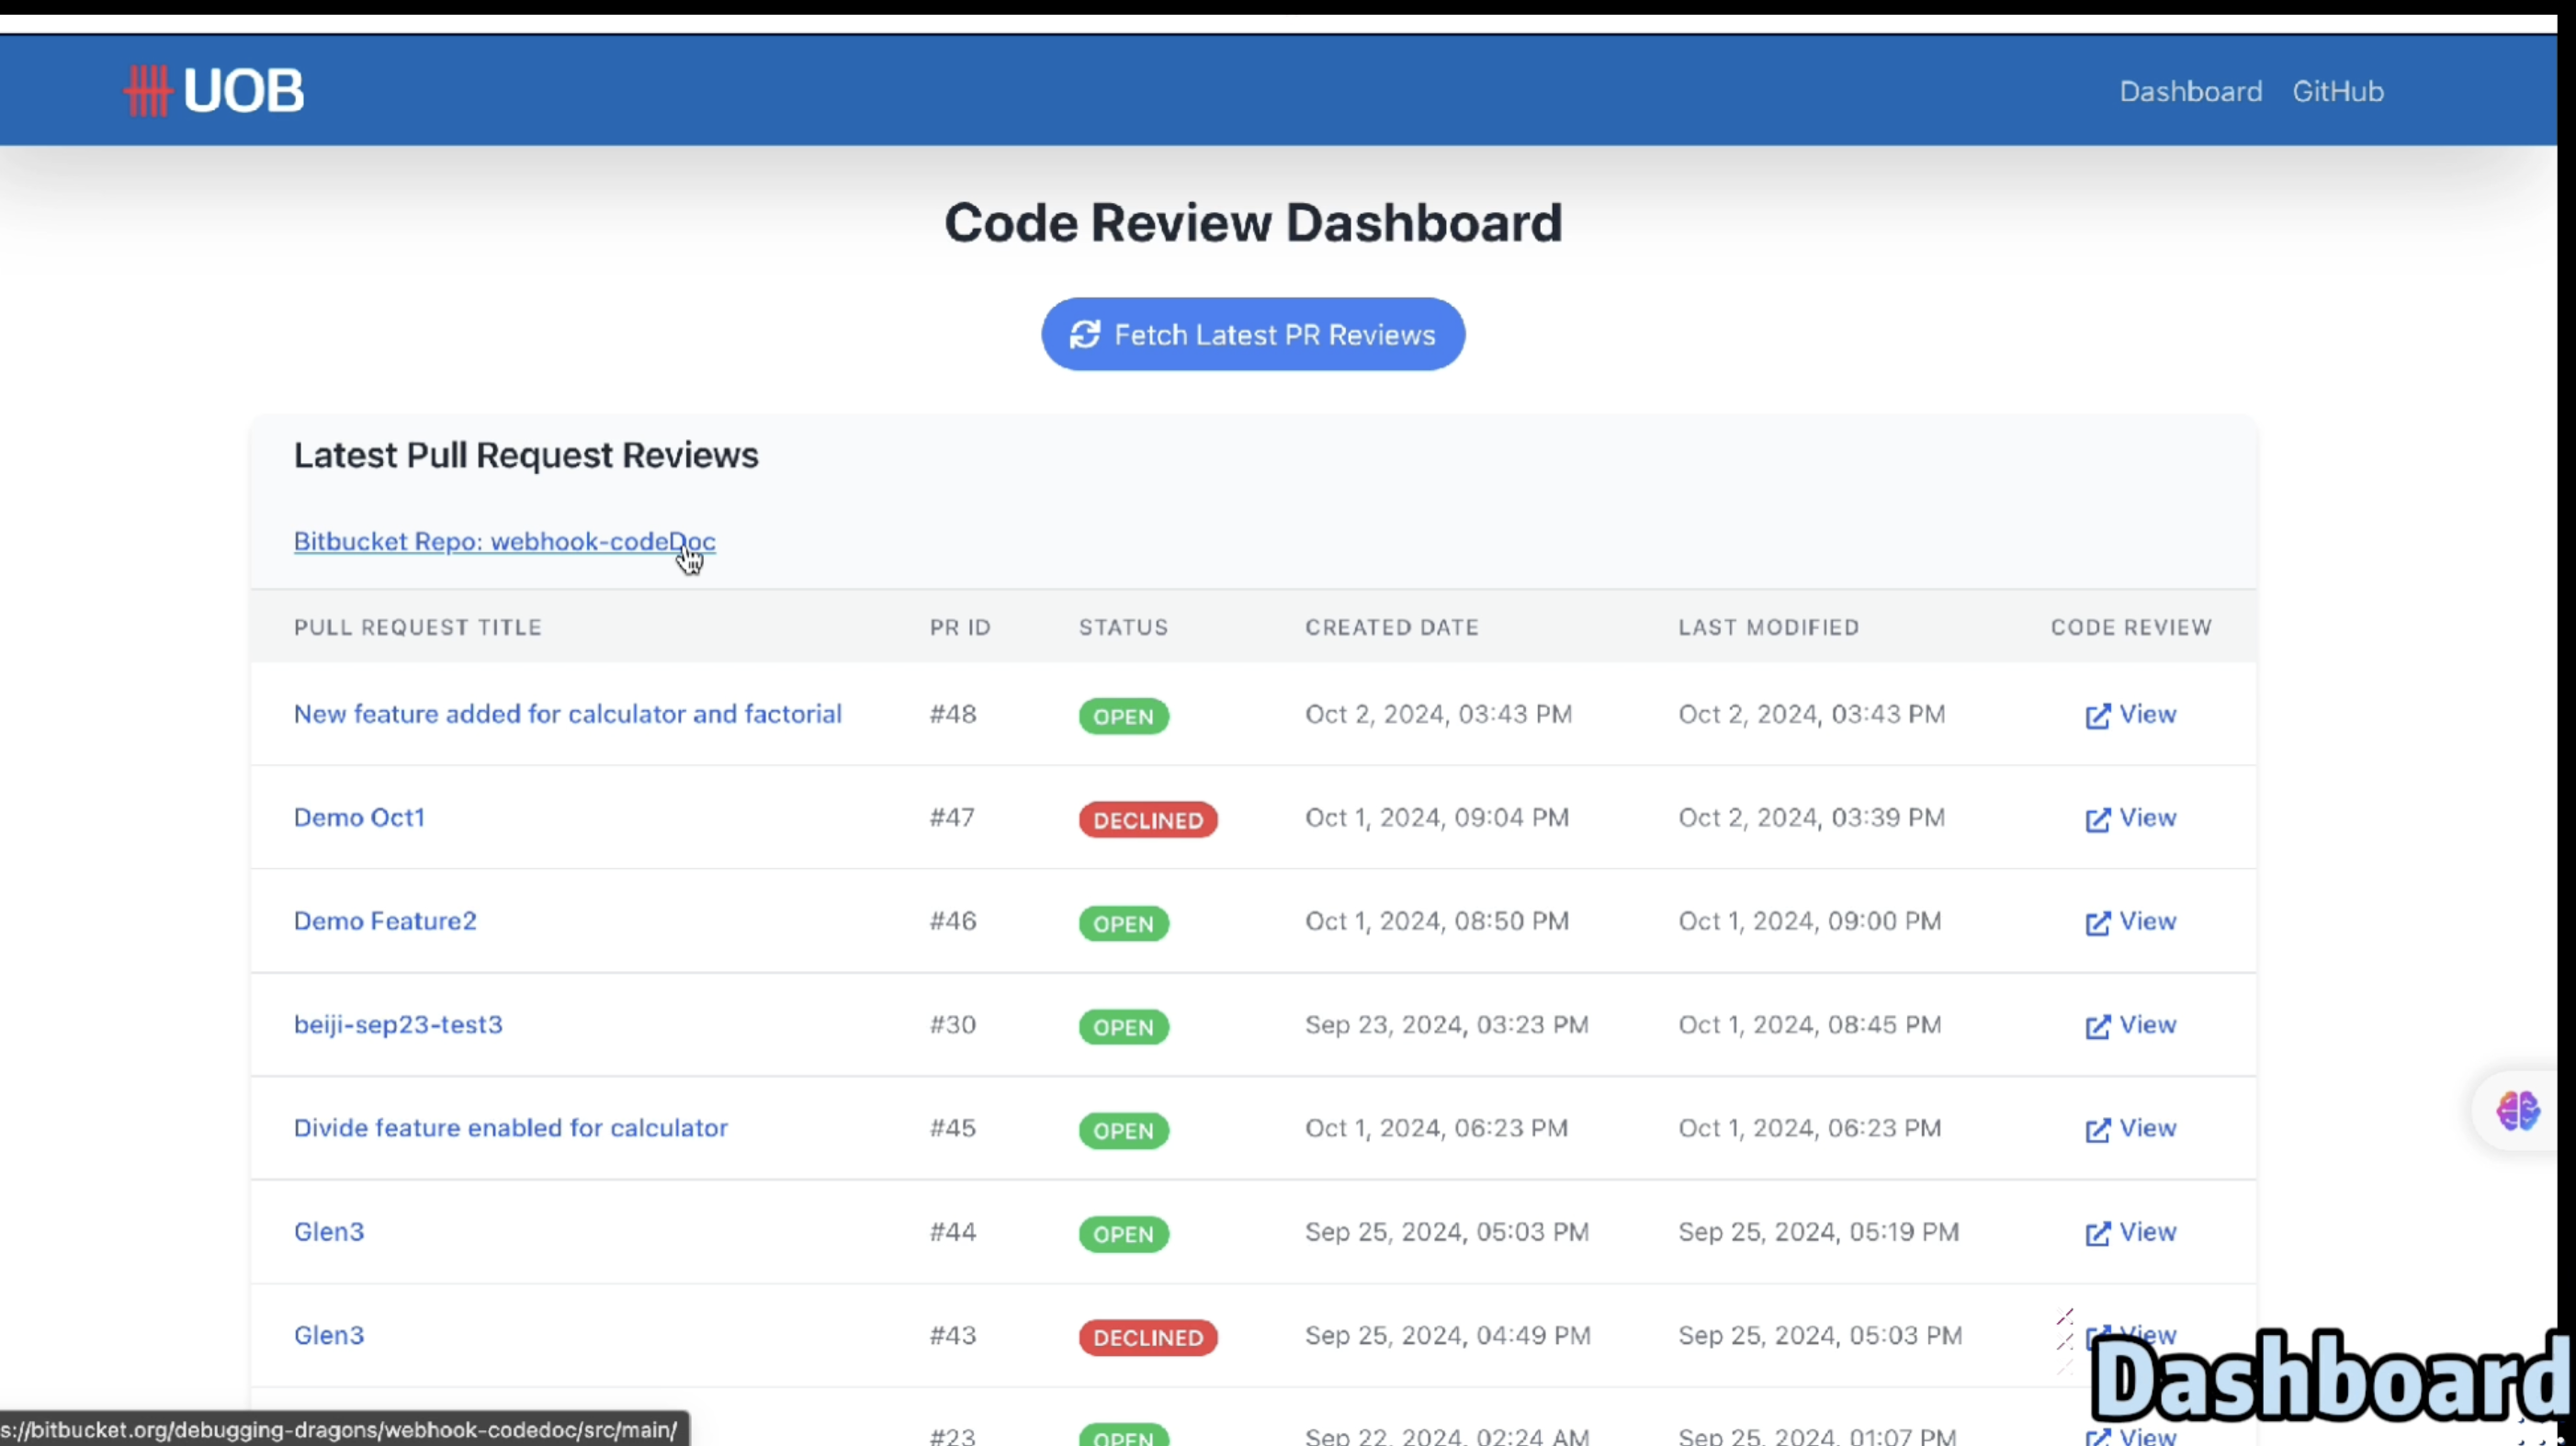 UOB
Dashboard GitHub
Code Review Dashboard
Fetch Latest PR Reviews
Latest Pull Request Reviews
Bitbucket Repo: webhook-codeDoc
PULL REQUEST TITLE PR ID STATUS CREATED DATE LAST MODIFIED CODE REVIEW
New feature added for calculator and factorial #48 OPEN Oct 2, 2024, 03:43 PM Oct 2, 2024, 03:43 PM View
Demo Oct1 #47 DECLINED Oct 1, 2024, 09:04 PM Oct 2, 2024, 03:39 PM View
Demo Feature2 #46 OPEN Oct 1, 2024, 08:50 PM Oct 1, 2024, 09:00 PM View
beiji-sep23-test3 #30 OPEN Sep 23, 2024, 03:23 PM Oct 1, 2024, 08:45 PM View
Divide feature enabled for calculator #45 OPEN Oct 1, 2024, 06:23 PM Oct 1, 2024, 06:23 PM View
Glen3 #44 OPEN Sep 25, 2024, 05:03 PM Sep 25, 2024, 05:19 PM View
Glen3 #43 DECLINED Sep 25, 2024, 04:49 PM Sep 25, 2024, 05:03 PM View
Dashboard
s://bitbucket.org/debugging-dragons/webhook-codedoc/src/main/
#23 OPEN Sep 22, 2024, 02:24 AM Sep 25, 2024, 01:07 PM View